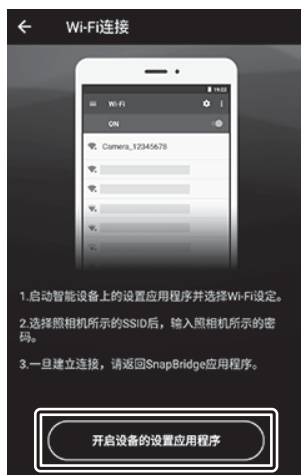 Wi-Fi连接
19:03
Wi-Fi
ON
Camera_12345678
1.启动智能设备上的设置应用程序并选择Wi-Fi设定。
2.选择照相机所示的SSID后，输入照相机所示的密
码。
3.一旦建立连接，请返回SnapBridge应用程序。
开启设备的设置应用程序